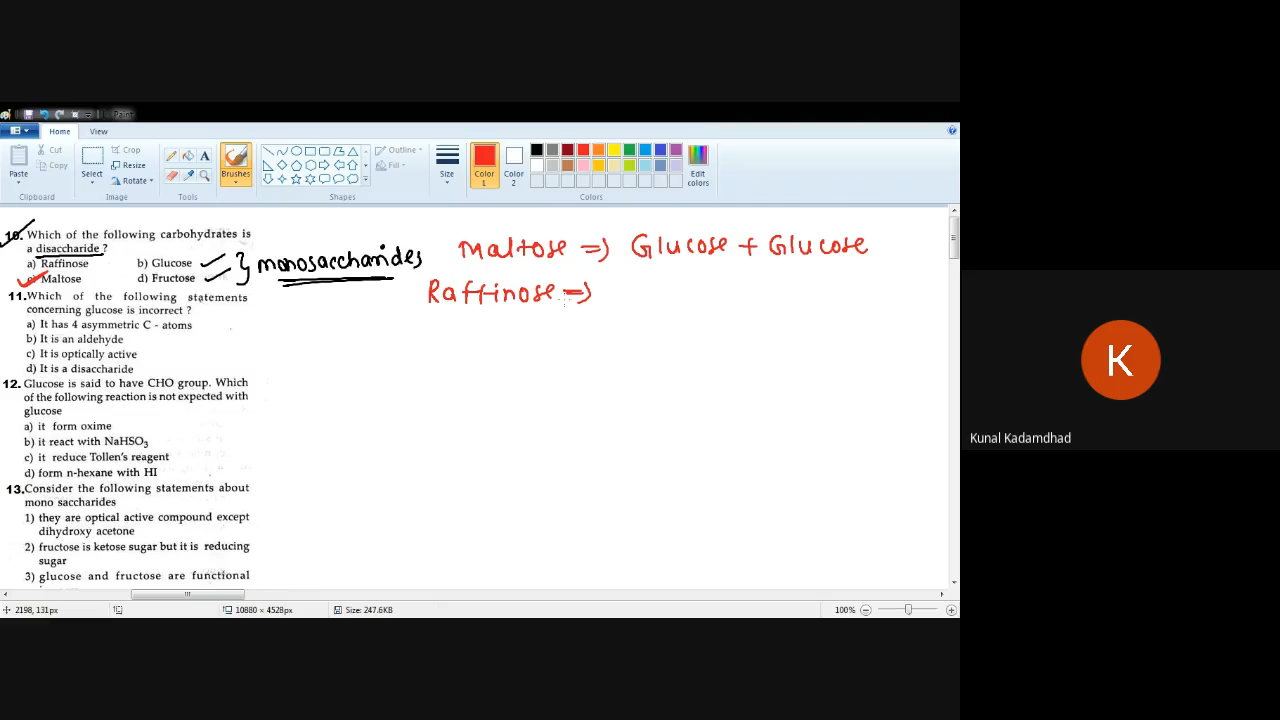 Paint
Home View
Cut
Copy
Paste
Clipboard
Select
Crop
Resize
Rotate
Image
A
Tools
Brushes
Outline
Fill
Shapes
Size
Color 1
Color 2
Edit colors
Colors
10. Which of the following carbohydrates is
a disaccharide ?
a) Raffinose b) Glucose
c) Maltose d) Fructose
monosaccharides
Maltose => Glucose + Glucose
Raffinose =>
11. Which of the following statements
concerning glucose is incorrect ?
a) It has 4 asymmetric C - atoms
b) It is an aldehyde
c) It is optically active
d) It is a disaccharide
12. Glucose is said to have CHO group. Which
of the following reaction is not expected with
glucose
a) it form oxime
b) it react with NaHSO3
c) it reduce Tollen's reagent
d) form n-hexane with HI
13. Consider the following statements about
mono saccharides
1) they are optical active compound except
dihydroxy acetone
2) fructose is ketose sugar but it is reducing
sugar
3) glucose and fructose are functional
2198, 131px
10880 × 4528px
Size: 247.6KB
100%
K
Kunal Kadamdhad